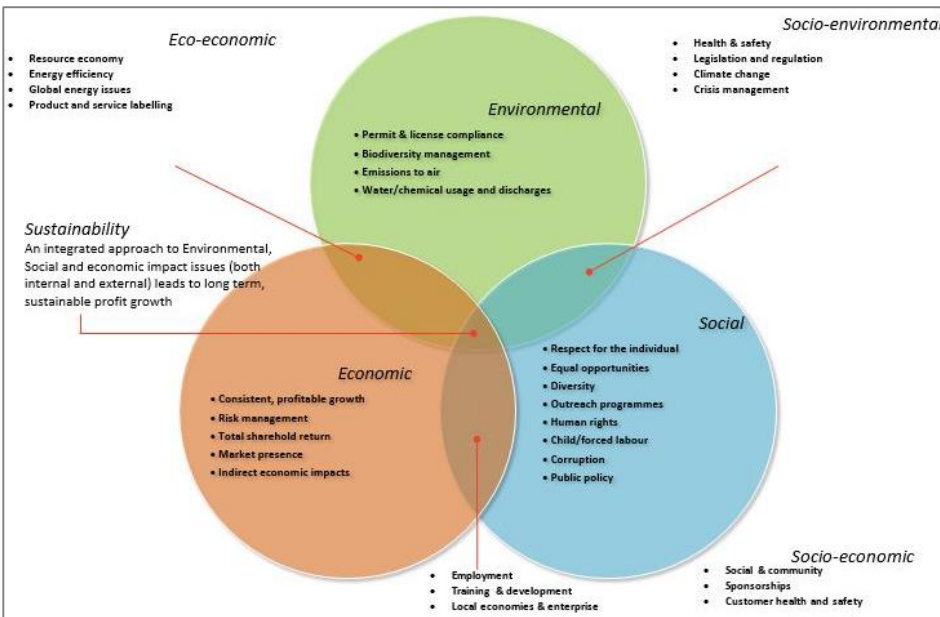 Eco-economic
• Resource economy
• Energy efficiency
• Global energy issues
• Product and service labelling
Socio-environmental
• Health & safety
• Legislation and regulation
• Climate change
• Crisis management
Environmental
• Permit & license compliance
• Biodiversity management
• Emissions to air
• Water/chemical usage and discharges
Sustainability
An integrated approach to Environmental,
Social and economic impact issues (both
internal and external) leads to long term,
sustainable profit growth
Economic
• Consistent, profitable growth
• Risk management
• Total sharehold return
• Market presence
• Indirect economic impacts
Social
• Respect for the individual
• Equal opportunities
• Diversity
• Outreach programmes
• Human rights
• Child/forced labour
• Corruption
• Public policy
• Employment
• Training & development
• Local economies & enterprise
Socio-economic
• Social & community
• Sponsorships
• Customer health and safety